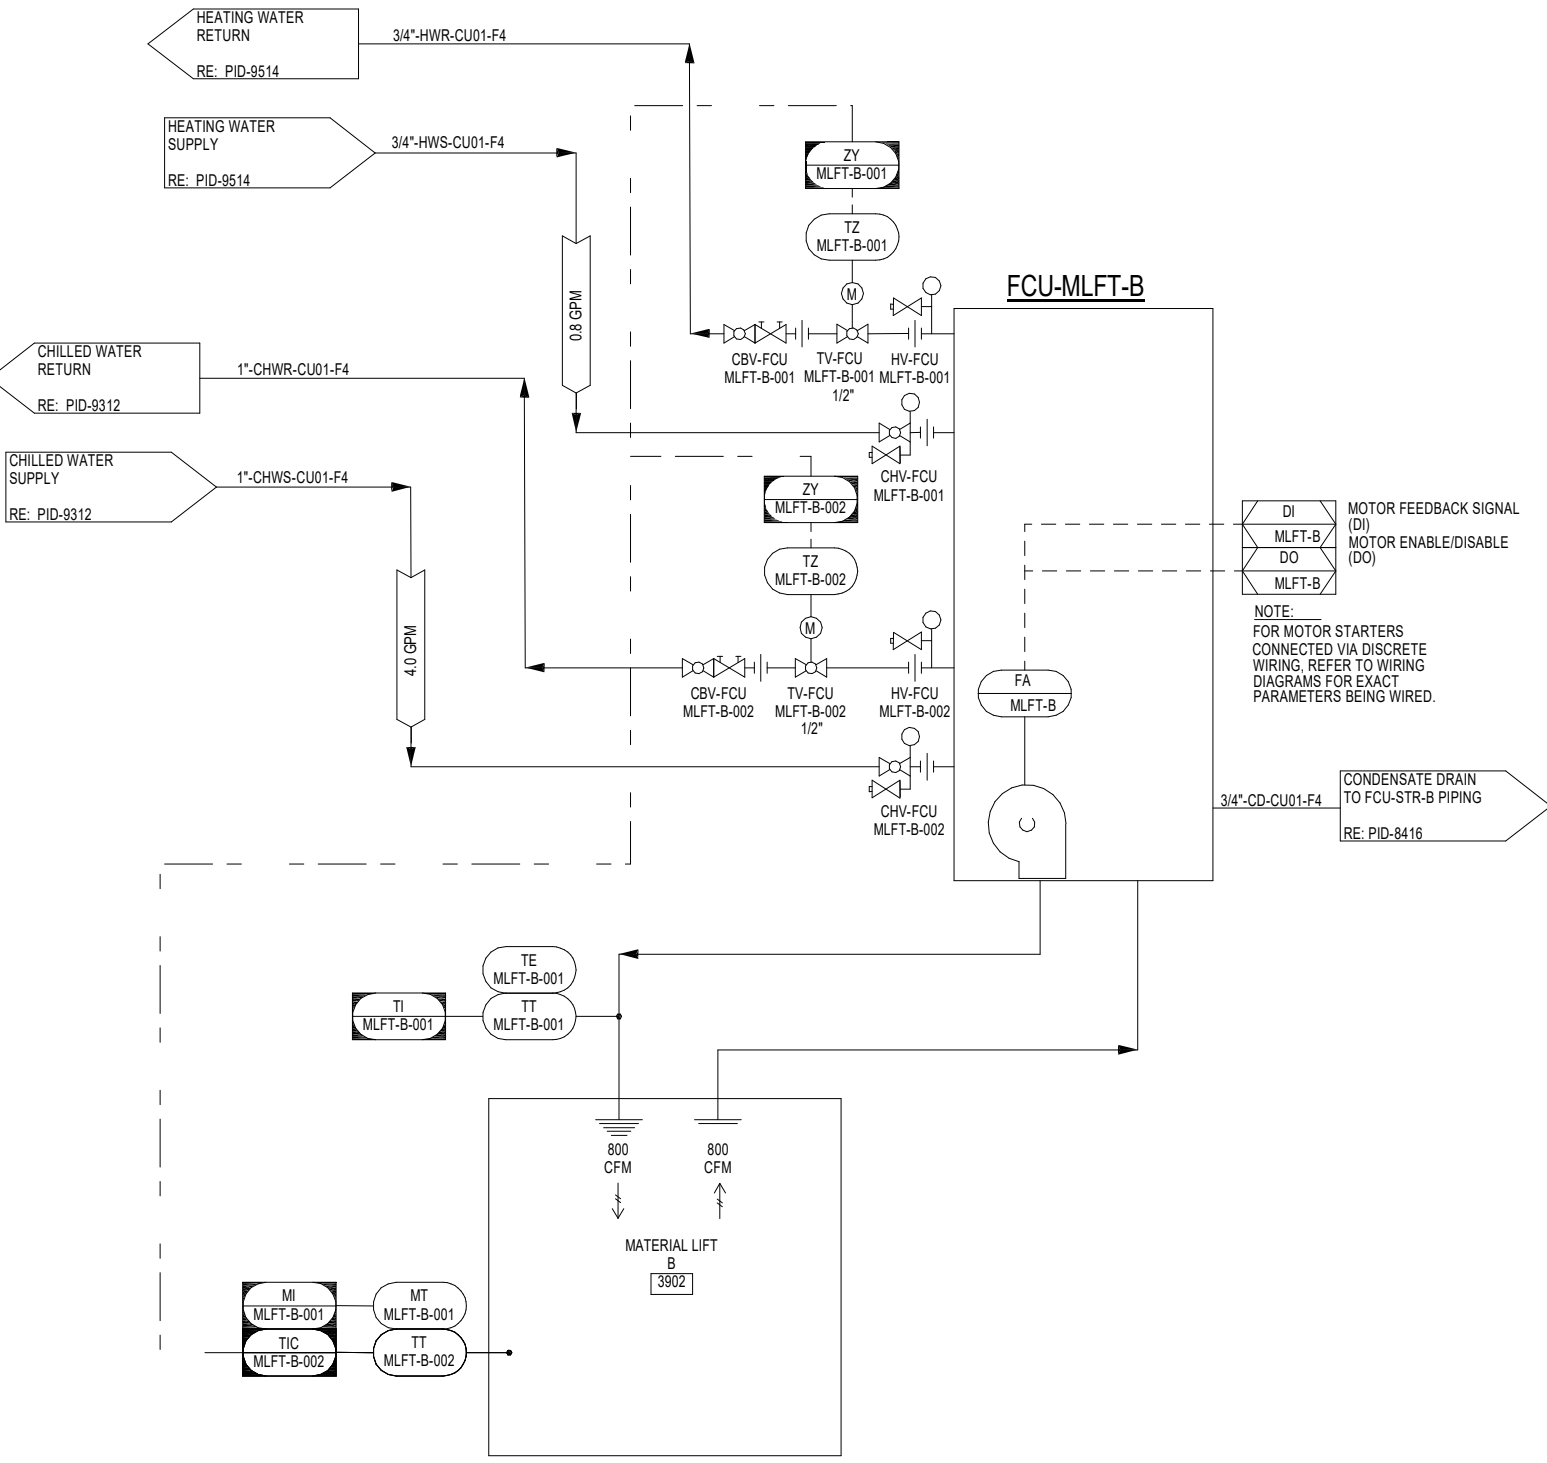 HEATING WATER
RETURN
RE: PID-9514
3/4"-HWR-CU01-F4
HEATING WATER
SUPPLY
RE: PID-9514
3/4"-HWS-CU01-F4
ZY
MLFT-B-001
TZ
MLFT-B-001
M
0.8 GPM
FCU-MLFT-B
CBV-FCU
MLFT-B-001
TV-FCU
MLFT-B-001
1/2"
HV-FCU
MLFT-B-001
CHILLED WATER
RETURN
RE: PID-9312
1"-CHWR-CU01-F4
CHV-FCU
MLFT-B-001
CHILLED WATER
SUPPLY
RE: PID-9312
1"-CHWS-CU01-F4
ZY
MLFT-B-002
TZ
MLFT-B-002
M
4.0 GPM
CBV-FCU
MLFT-B-002
TV-FCU
MLFT-B-002
1/2"
HV-FCU
MLFT-B-002
CHV-FCU
MLFT-B-002
DI
MLFT-B
DO
MLFT-B
MOTOR FEEDBACK SIGNAL
(DI)
MOTOR ENABLE/DISABLE
(DO)
NOTE:
FOR MOTOR STARTERS
CONNECTED VIA DISCRETE
WIRING, REFER TO WIRING
DIAGRAMS FOR EXACT
PARAMETERS BEING WIRED.
FA
MLFT-B
3/4"-CD-CU01-F4
CONDENSATE DRAIN
TO FCU-STR-B PIPING
RE: PID-8416
TE
MLFT-B-001
TI
MLFT-B-001
TT
MLFT-B-001
800
CFM
800
CFM
MATERIAL LIFT
B
3902
MI
MLFT-B-001
MT
MLFT-B-001
TIC
MLFT-B-002
TT
MLFT-B-002